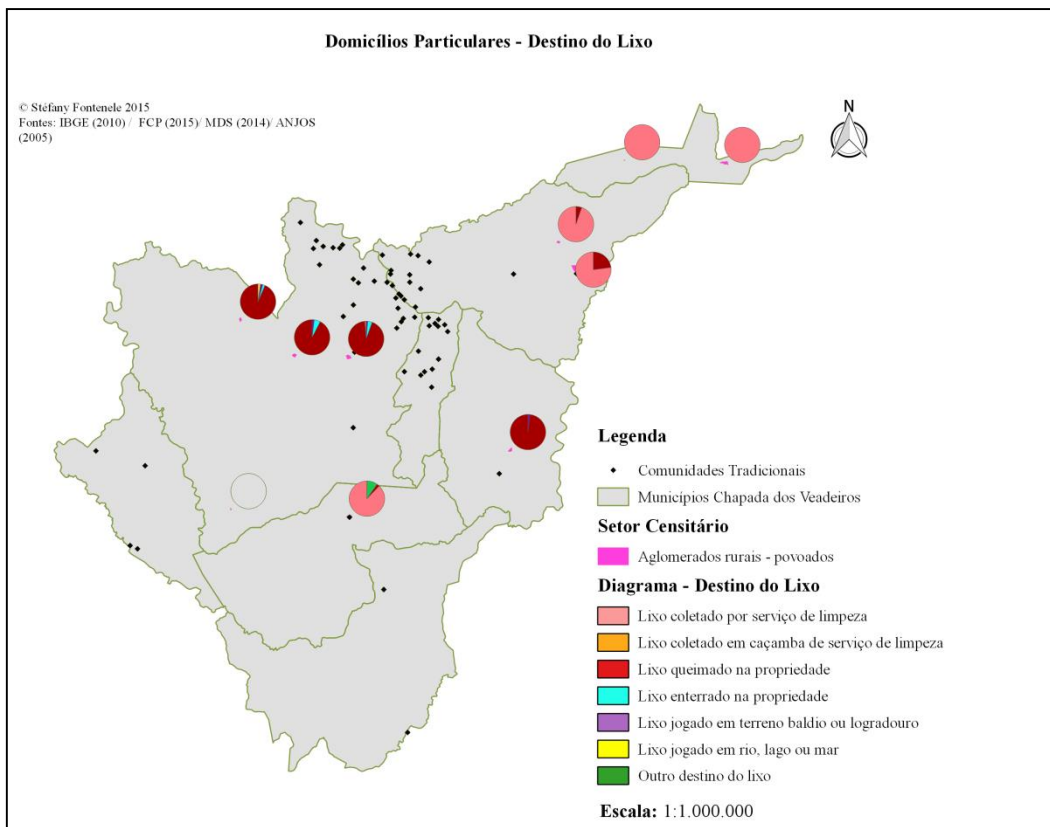 Domicílios Particulares - Destino do Lixo
© Stéfany Fontenele 2015
Fontes: IBGE (2010) / FCP (2015)/ MDS (2014)/ ANJOS
(2005)
N
Legenda
Comunidades Tradicionais
Municípios Chapada dos Veadeiros
Setor Censitário
Aglomerados rurais - povoados
Diagrama - Destino do Lixo
Lixo coletado por serviço de limpeza
Lixo coletado em caçamba de serviço de limpeza
Lixo queimado na propriedade
Lixo enterrado na propriedade
Lixo jogado em terreno baldio ou logradouro
Lixo jogado em rio, lago ou mar
Outro destino do lixo
Escala: 1:1.000.000